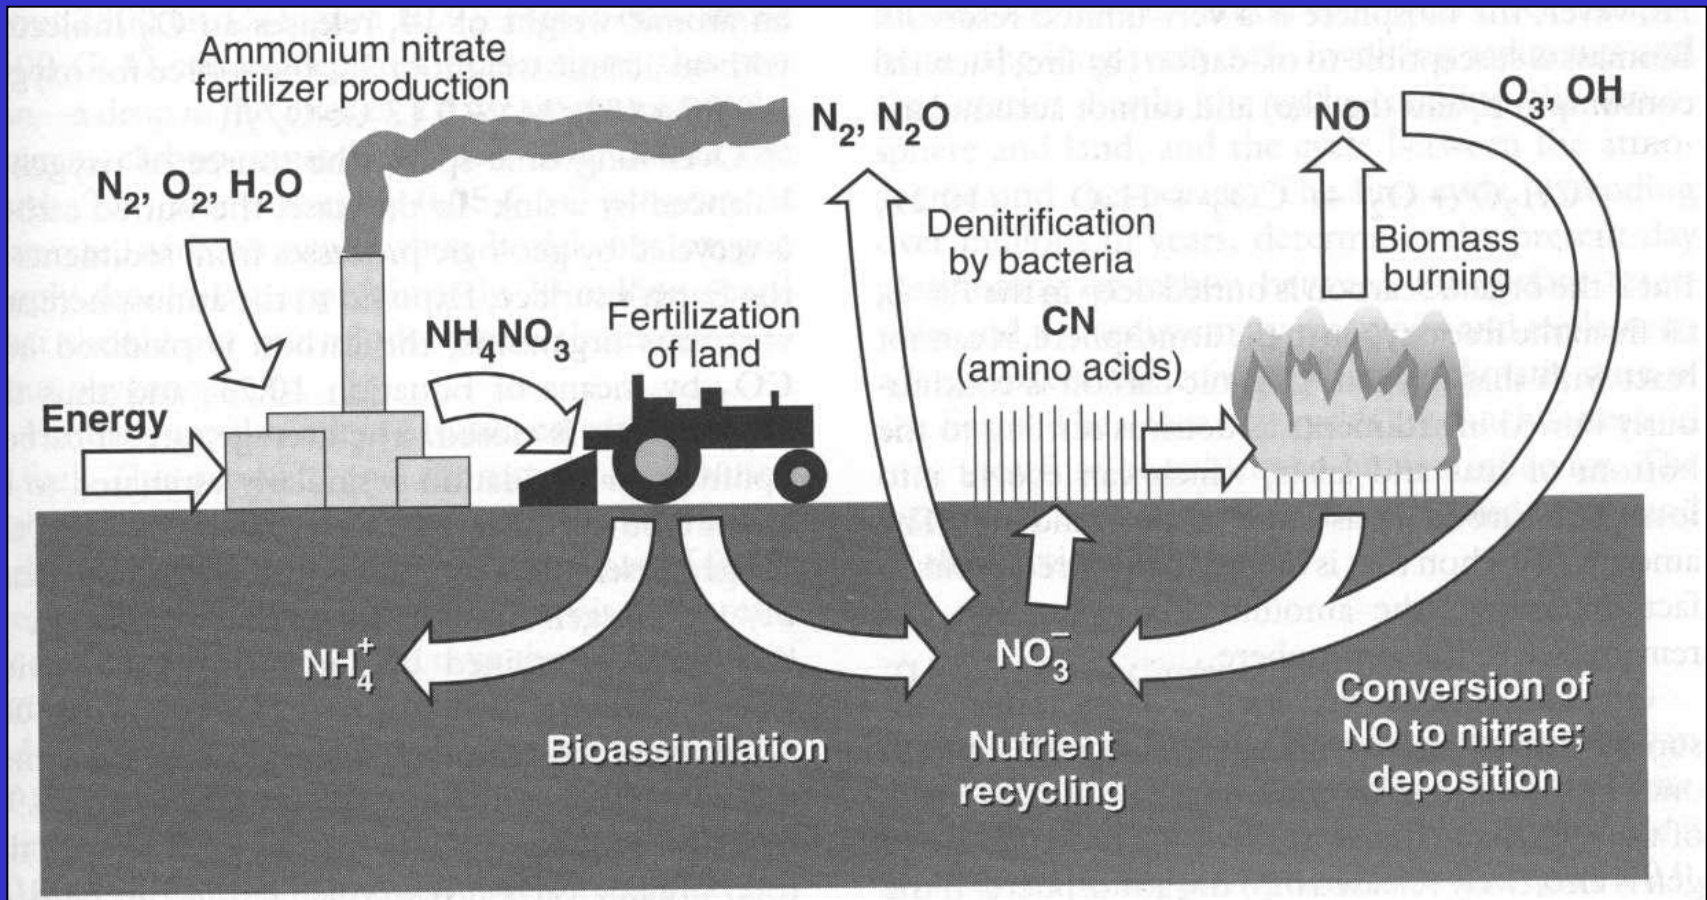 Ammonium nitrate
fertilizer production
N₂, O₂, H₂O
Energy
NH₄NO₃
Fertilization
of land
N₂, N₂O
Denitrification
by bacteria
CN
(amino acids)
NO
O₃, OH
Biomass
burning
NH₄⁺
NO₃⁻
Bioassimilation
Nutrient
recycling
Conversion of
NO to nitrate;
deposition